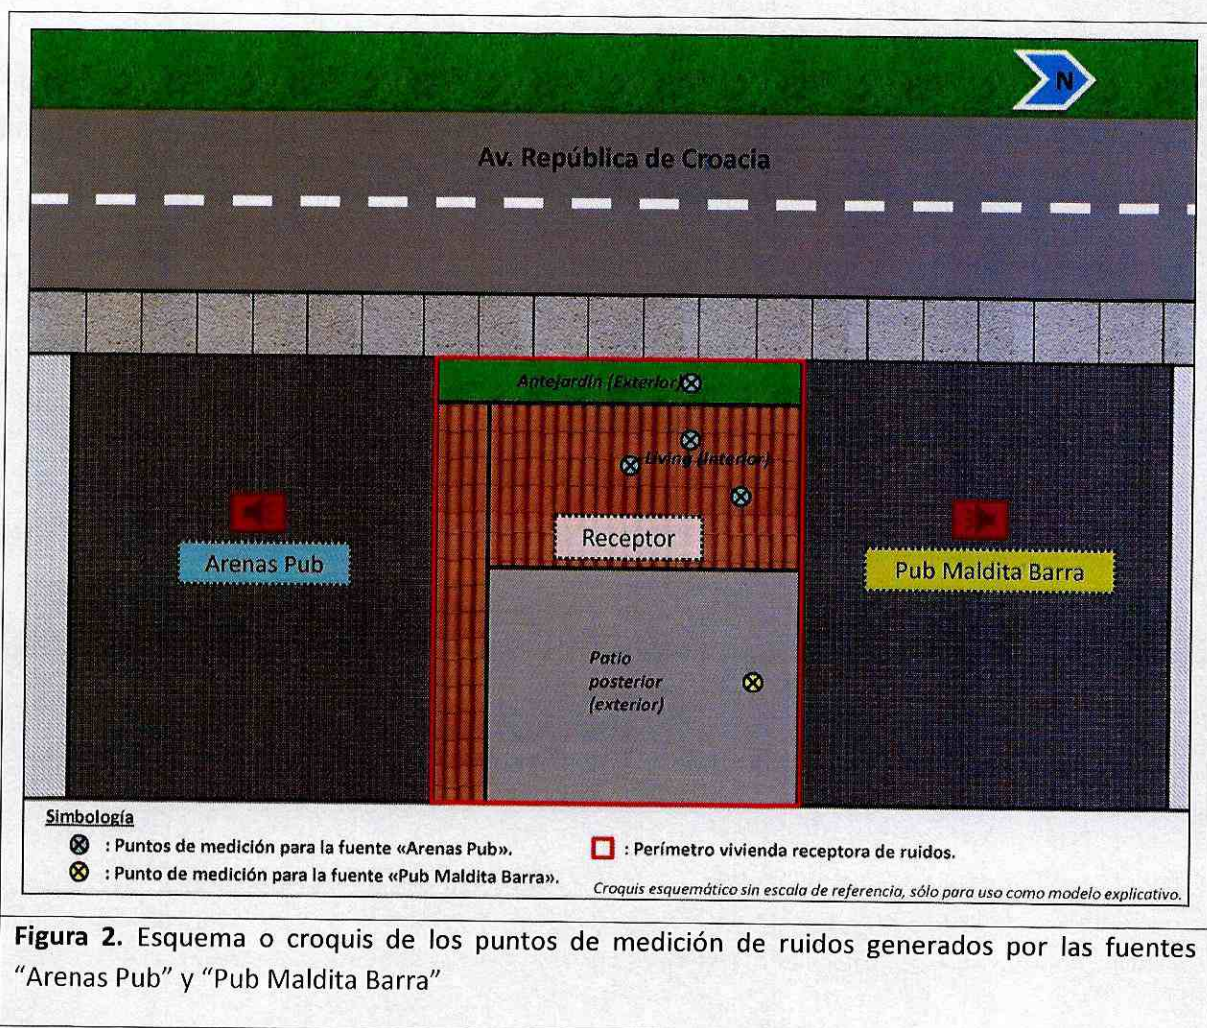 N
Av. República de Croacia
Antejardín (Exterior)
Living (Interior)
Receptor
Arenas Pub
Pub Maldita Barra
Patio
posterior
(exterior)
Simbología
: Puntos de medición para la fuente «Arenas Pub».
: Punto de medición para la fuente «Pub Maldita Barra».
: Perímetro vivienda receptora de ruidos.
Croquis esquemático sin escala de referencia, sólo para uso como modelo explicativo.
Figura 2. Esquema o croquis de los puntos de medición de ruidos generados por las fuentes
"Arenas Pub" y "Pub Maldita Barra"